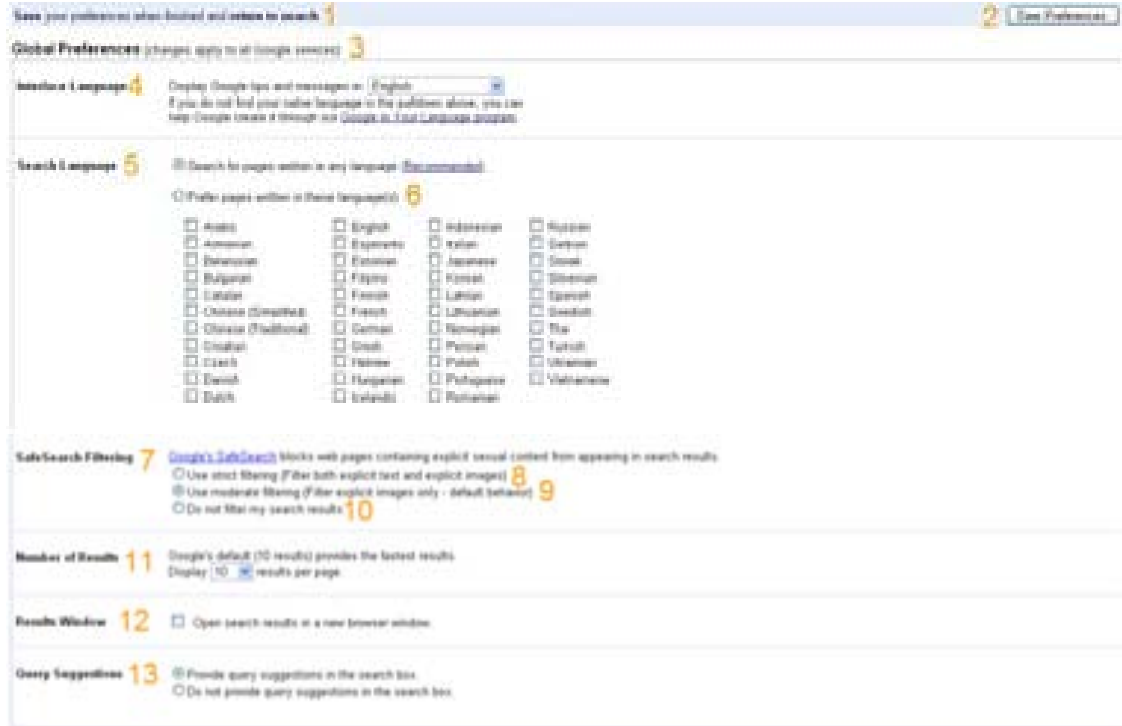 Save your preferences when finished and return to search. 1
2 Save Preferences
Global Preferences (changes apply to all Google services) 3
Interface Language 4
Display Google tips and messages in: English
If you do not find your native language in the pulldown above, you can
help Google create it through our Google in Your Language program.
Search Language 5
Search for pages written in any language (Recommended).
Prefer pages written in these language(s): 6
Arabic English Indonesian Russian
Armenian Esperanto Italian Serbian
Belarusian Estonian Japanese Slovak
Bulgarian Filipino Korean Slovenian
Catalan Finnish Latvian Spanish
Chinese (Simplified) French Lithuanian Swedish
Chinese (Traditional) German Norwegian Thai
Croatian Greek Persian Turkish
Czech Hebrew Polish Ukrainian
Danish Hungarian Portuguese Vietnamese
Dutch Icelandic Romanian
SafeSearch Filtering 7
Google's SafeSearch blocks web pages containing explicit sexual content from appearing in search results.
Use strict filtering (Filter both explicit text and explicit images) 8
Use moderate filtering (Filter explicit images only - default behavior) 9
Do not filter my search results 10
Number of Results 11
Google's default (10 results) provides the fastest results.
Display 10 results per page.
Results Window 12
Open search results in a new browser window.
Query Suggestions 13
Provide query suggestions in the search box.
Do not provide query suggestions in the search box.